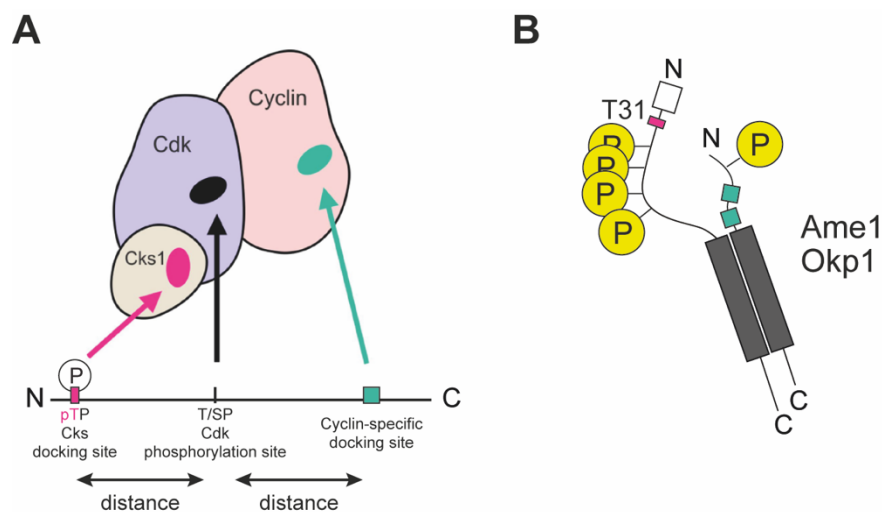 A
Cyclin
Cdk
Cks1
P
N
C
pTP
Cks
docking site
T/SP
Cdk
phosphorylation site
Cyclin-specific
docking site
distance
distance
B
N
T31
N
P
P
P
P
P
Ame1
Okp1
C
C